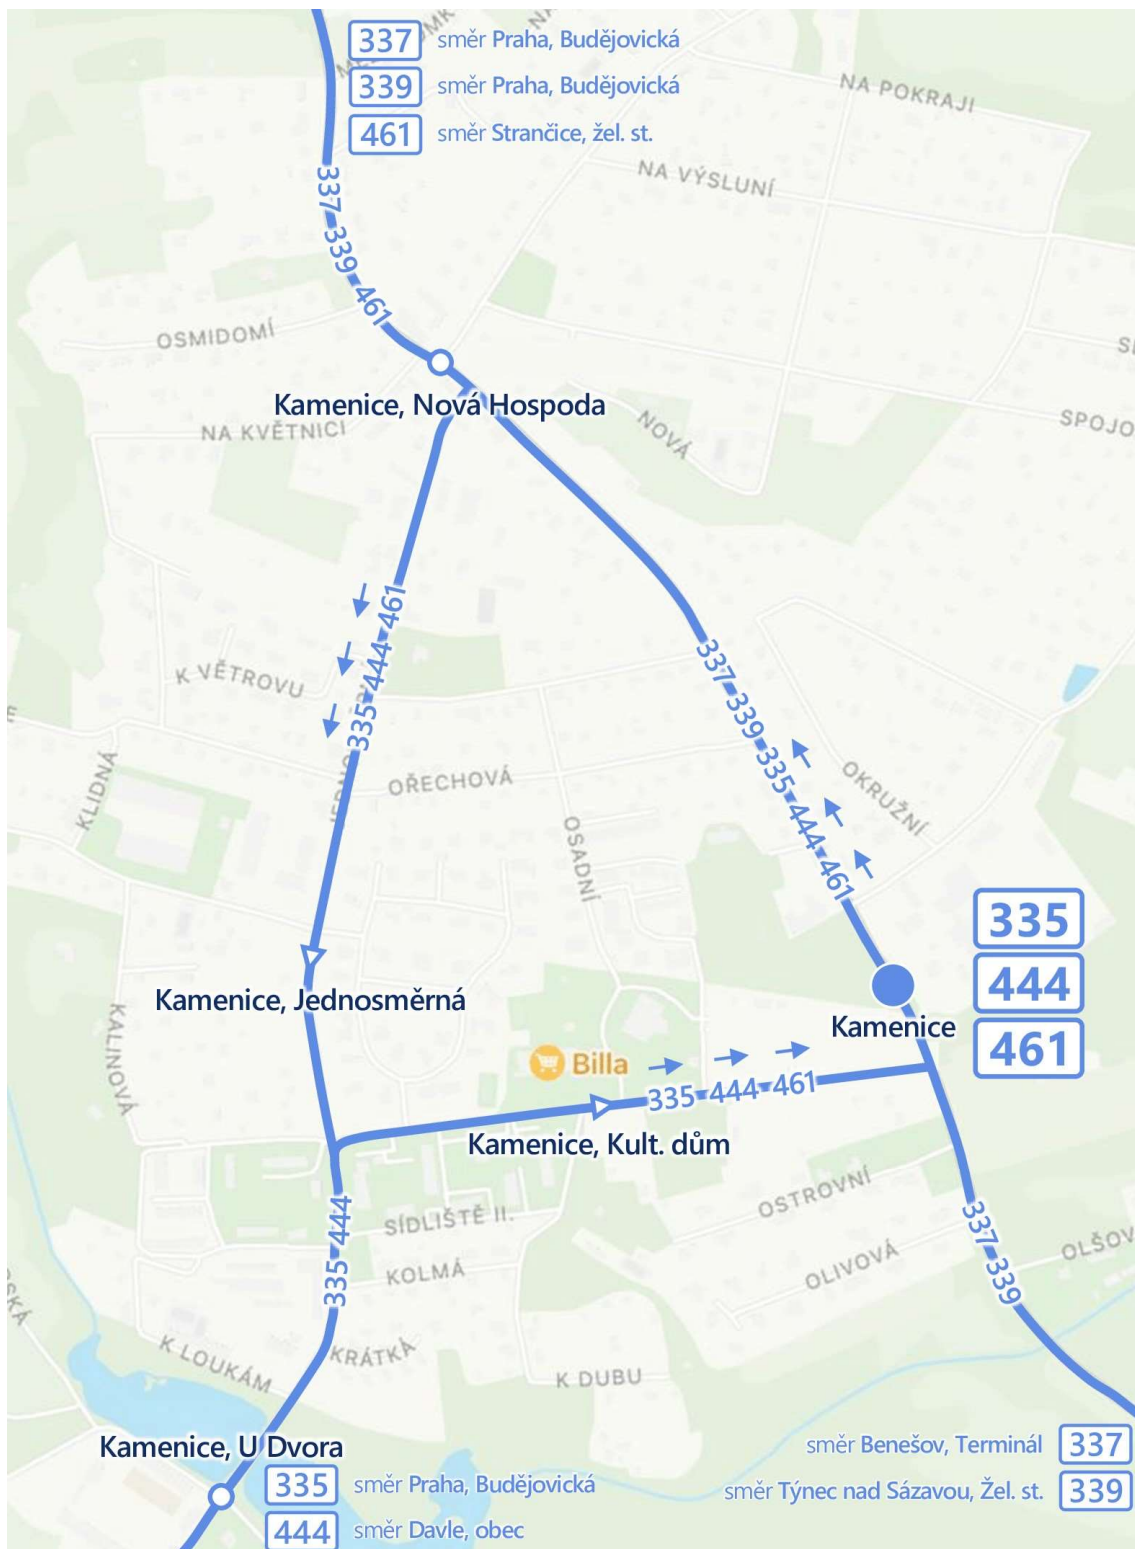 337 směr Praha, Budějovická
339 směr Praha, Budějovická
461 směr Strančice, žel. st.
NA POKRAJI
NA VÝSLUNÍ
337 339 461
OSMIDOMÍ
Kamenice, Nová Hospoda
NA KVĚTNICI
NOVÁ
SPOJO
335 444 461
K VĚTROVU
337 339 335 444 461
KLIDNÁ
OŘECHOVÁ
OKRUŽNÍ
OSADNÍ
335
444
461
Kamenice, Jednosměrná
Kamenice
KALINOVÁ
Billa
335 444 461
Kamenice, Kult. dům
OSTROVNÍ
335 444
SÍDLIŠTĚ II.
337 339
OLŠOV
KOLMÁ
OLIVOVÁ
RSKÁ
K LOUKÁM
KRÁTKÁ
K DUBU
Kamenice, U Dvora
směr Benešov, Terminál 337
335 směr Praha, Budějovická
směr Týnec nad Sázavou, Žel. st. 339
444 směr Davle, obec